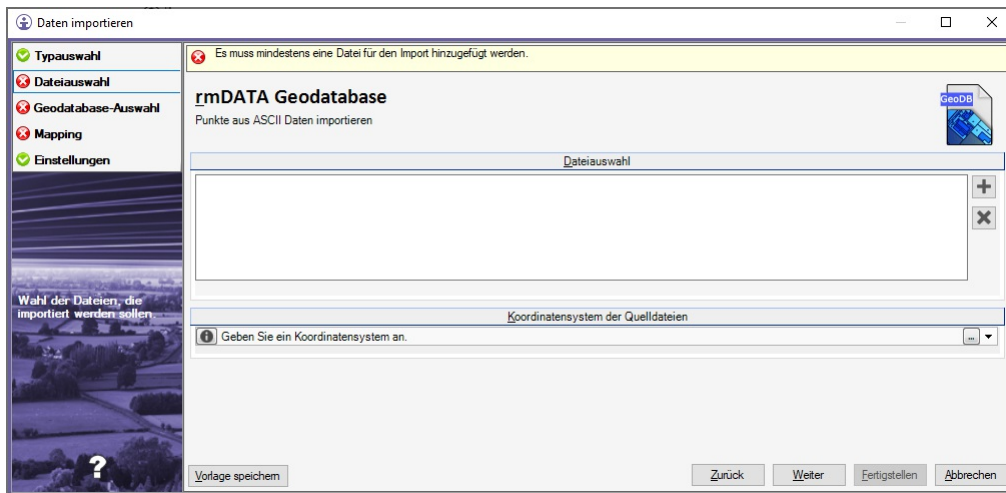 Daten importieren
Typauswahl
Dateiauswahl
Geodatabase-Auswahl
Mapping
Einstellungen
Wahl der Dateien, die
importiert werden sollen.
?
Es muss mindestens eine Datei für den Import hinzugefügt werden.
rmDATA Geodatabase
Punkte aus ASCII Daten importieren
GeoDB
Dateiauswahl
Koordinatensystem der Quelldateien
Geben Sie ein Koordinatensystem an.
...
Vorlage speichern
Zurück
Weiter
Fertigstellen
Abbrechen